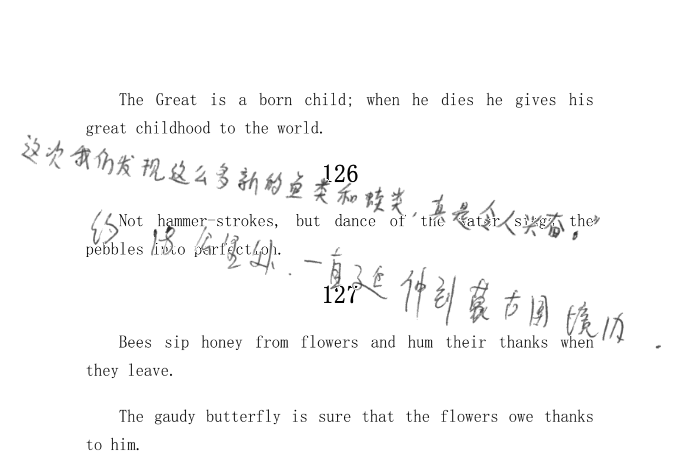 The Great is a born child; when he dies he gives his
great childhood to the world.
这次我们发现这么多新的鱼类和螃类，真是令人兴奋。”
126
Not hammer-strokes, but dance of the water sings the
pebbles into perfection.
约 公里处．一直延伸到蒙古国境内．
127
Bees sip honey from flowers and hum their thanks when
they leave.
The gaudy butterfly is sure that the flowers owe thanks
to him.